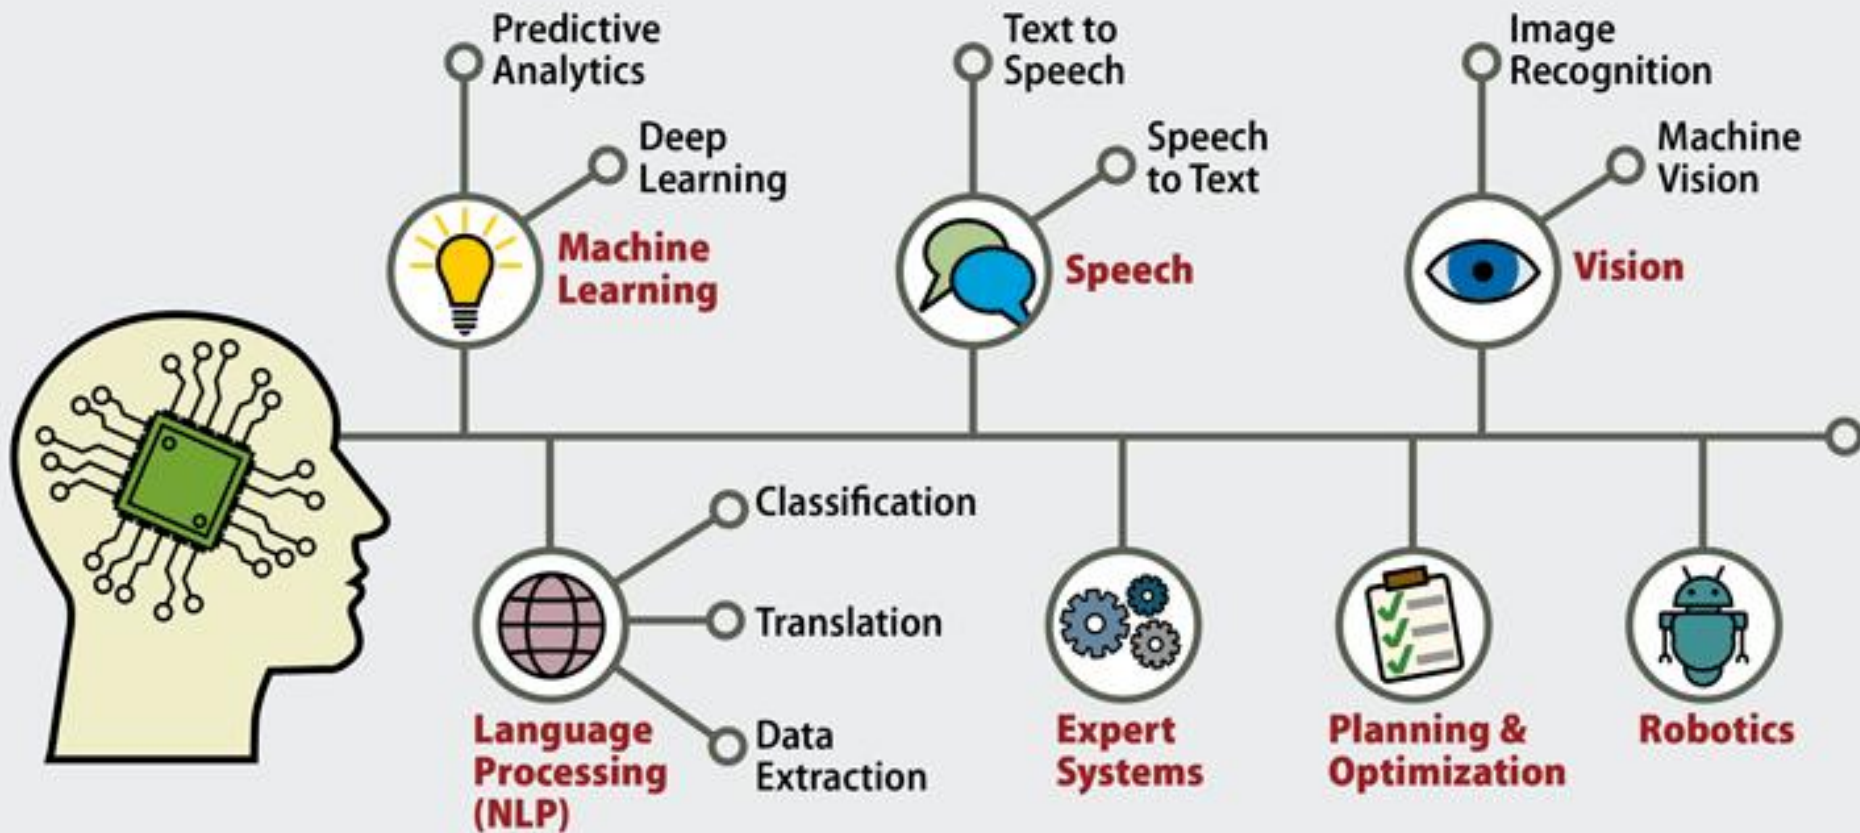 Predictive
Analytics
Deep
Learning
Machine
Learning
Text to
Speech
Speech
to Text
Speech
Image
Recognition
Machine
Vision
Vision
Classification
Translation
Data
Extraction
Language
Processing
(NLP)
Expert
Systems
Planning &
Optimization
Robotics